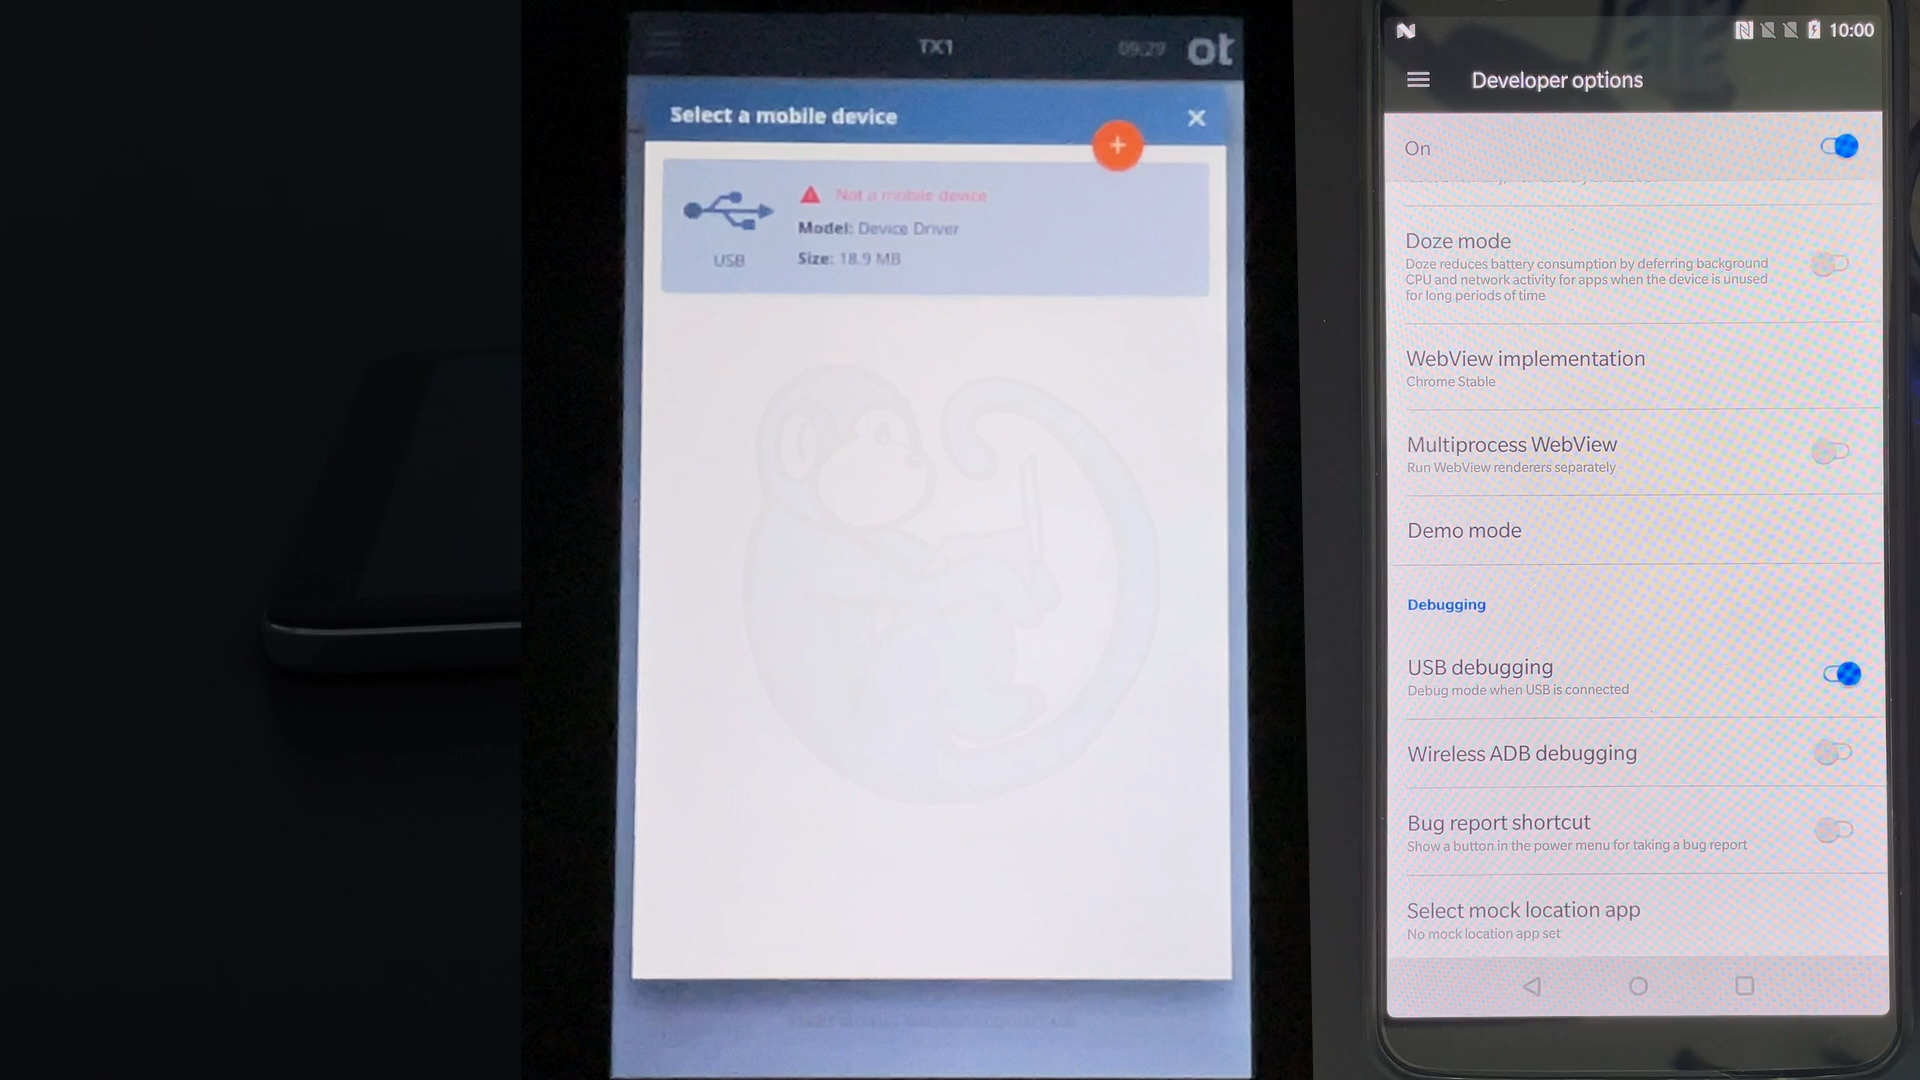 TX1
09:29
ot
Select a mobile device
Not a mobile device
Model: Device Driver
USB
Size: 18.9 MB
10:00
Developer options
On
Doze mode
Doze reduces battery consumption by deferring background
CPU and network activity for apps when the device is unused
for long periods of time
WebView implementation
Chrome Stable
Multiprocess WebView
Run WebView renderers separately
Demo mode
Debugging
USB debugging
Debug mode when USB is connected
Wireless ADB debugging
Bug report shortcut
Show a button in the power menu for taking a bug report
Select mock location app
No mock location app set